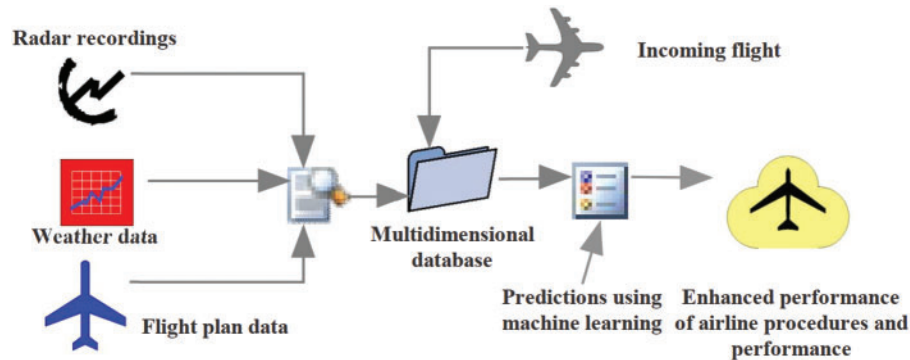 Radar recordings
Incoming flight
Weather data
Multidimensional
database
Flight plan data
Predictions using
machine learning
Enhanced performance
of airline procedures and
performance